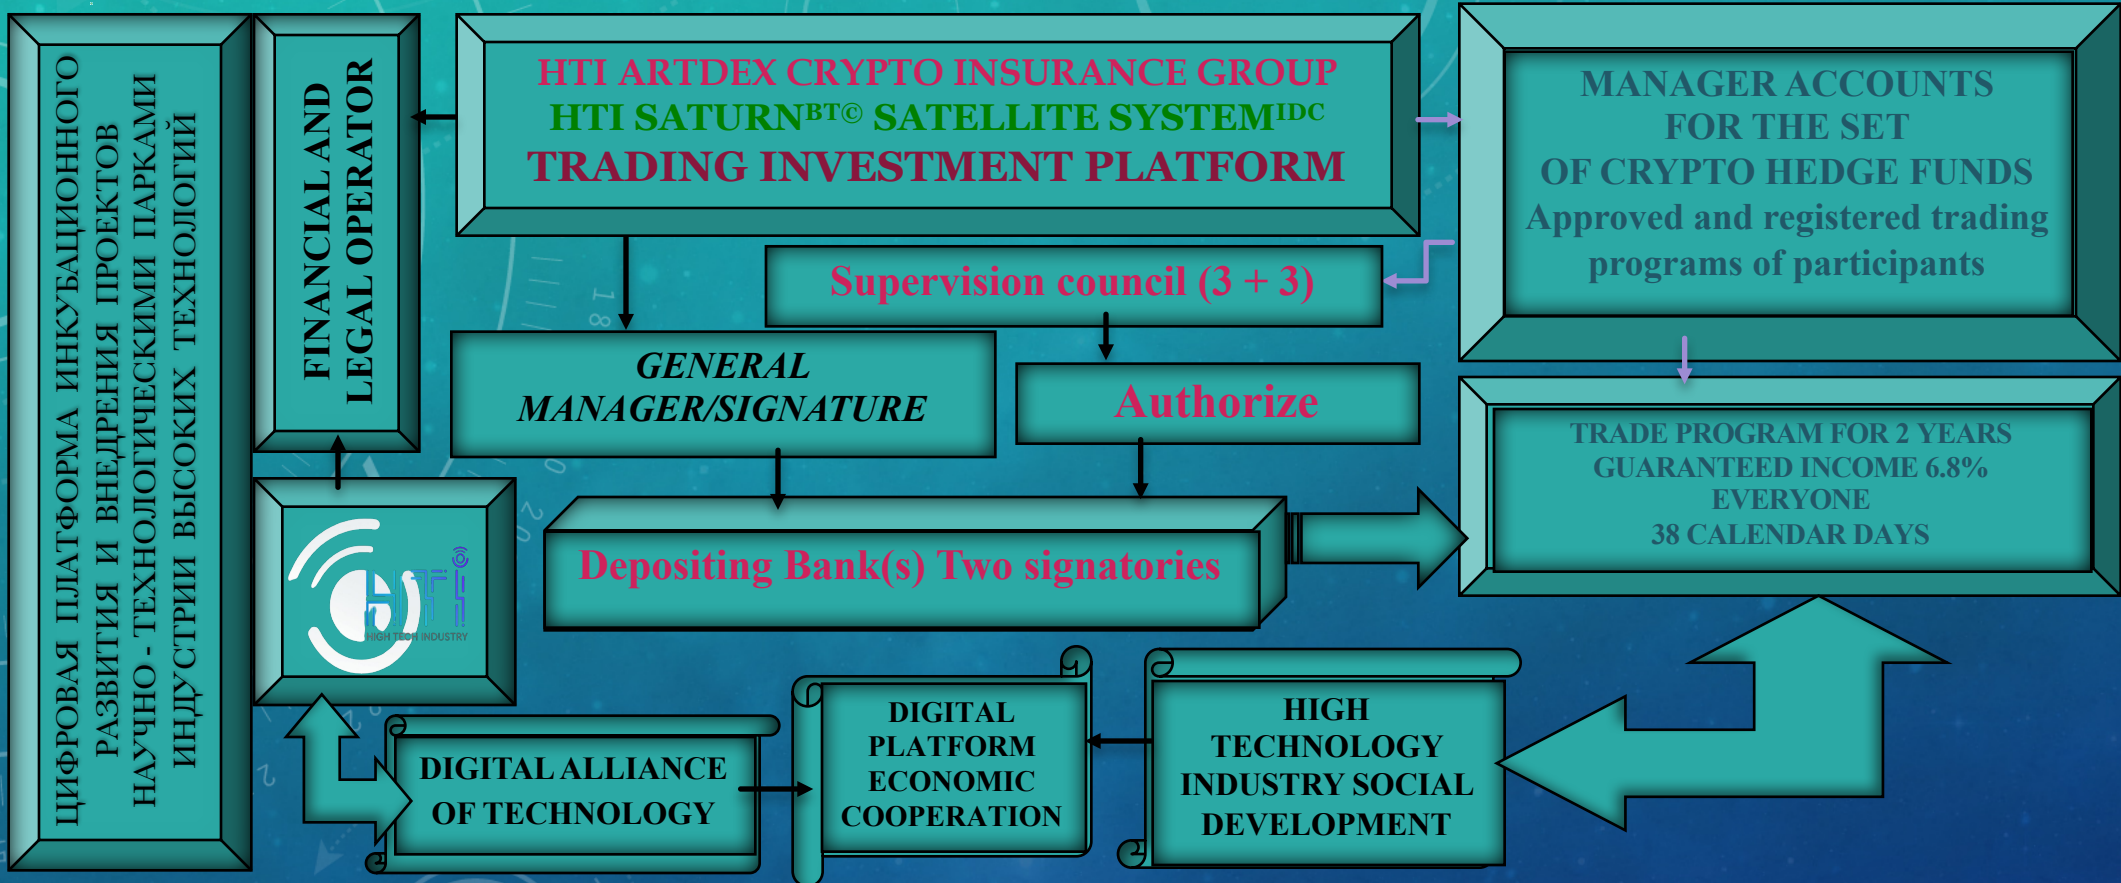 ЦИФРОВАЯ ПЛАТФОРМА ИНКУБАЦИОННОГО
РАЗВИТИЯ И ВНЕДРЕНИЯ ПРОЕКТОВ
НАУЧНО - ТЕХНОЛОГИЧЕСКИМИ ПАРКАМИ
ИНДУСТРИИ ВЫСОКИХ ТЕХНОЛОГИЙ
FINANCIAL AND
LEGAL OPERATOR
HTI ARTDEX CRYPTO INSURANCE GROUP
HTI SATURNᴮᵀ© SATELLITE SYSTEMᴵᴰᶜ
TRADING INVESTMENT PLATFORM
MANAGER ACCOUNTS
FOR THE SET
OF CRYPTO HEDGE FUNDS
Approved and registered trading
programs of participants
Supervision council (3 + 3)
GENERAL
MANAGER/SIGNATURE
Authorize
TRADE PROGRAM FOR 2 YEARS
GUARANTEED INCOME 6.8%
EVERYONE
38 CALENDAR DAYS
Depositing Bank(s) Two signatories
HTi
HIGH TECH INDUSTRY
DIGITAL ALLIANCE
OF TECHNOLOGY
DIGITAL
PLATFORM
ECONOMIC
COOPERATION
HIGH
TECHNOLOGY
INDUSTRY SOCIAL
DEVELOPMENT